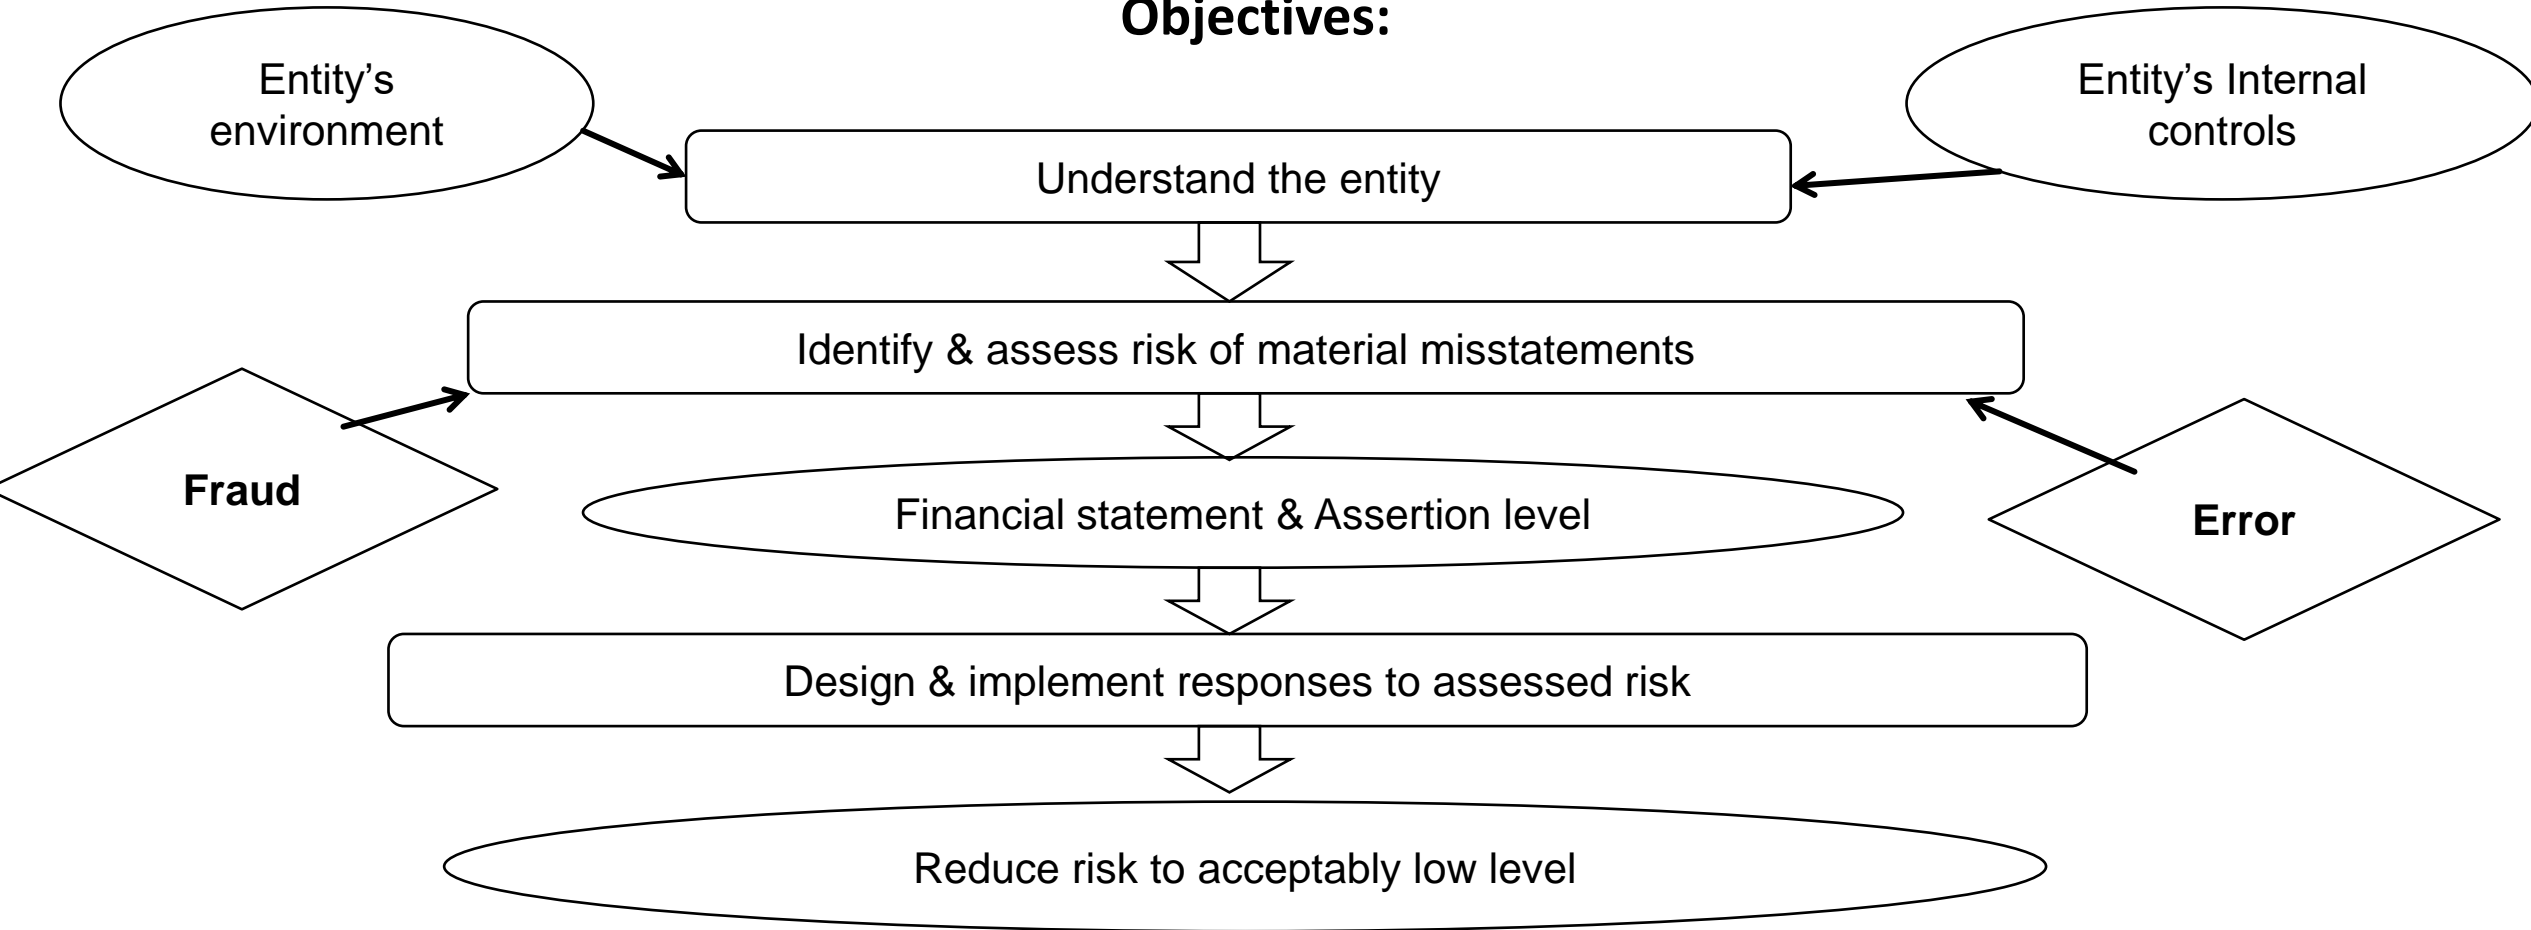 Objectives:
Entity’s
environment
Entity’s Internal
controls
Understand the entity
Identify & assess risk of material misstatements
Fraud
Financial statement & Assertion level
Error
Design & implement responses to assessed risk
Reduce risk to acceptably low level